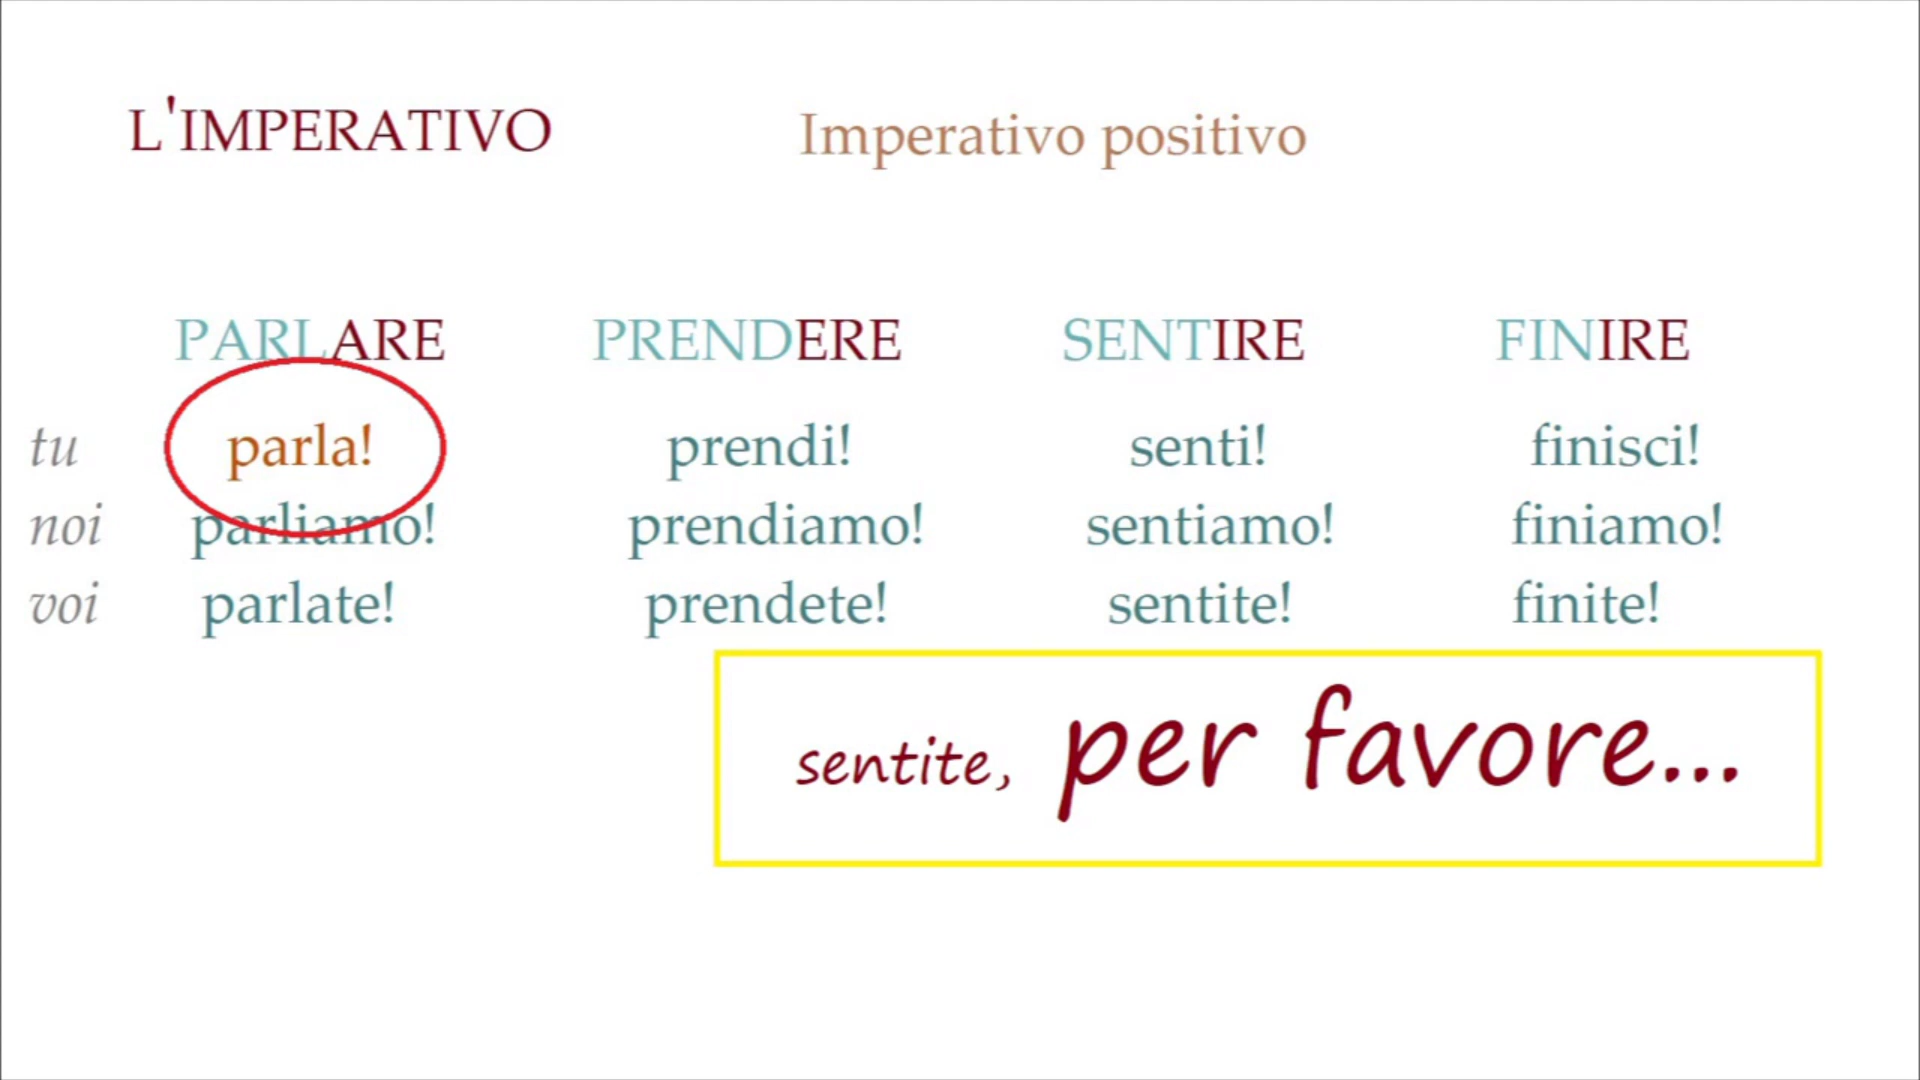 L'IMPERATIVO Imperativo positivo
PARLARE PRENDERE SENTIRE FINIRE
tu parla! prendi! senti! finisci!
noi parliamo! prendiamo! sentiamo! finiamo!
voi parlate! prendete! sentite! finite!
sentite, per favore...